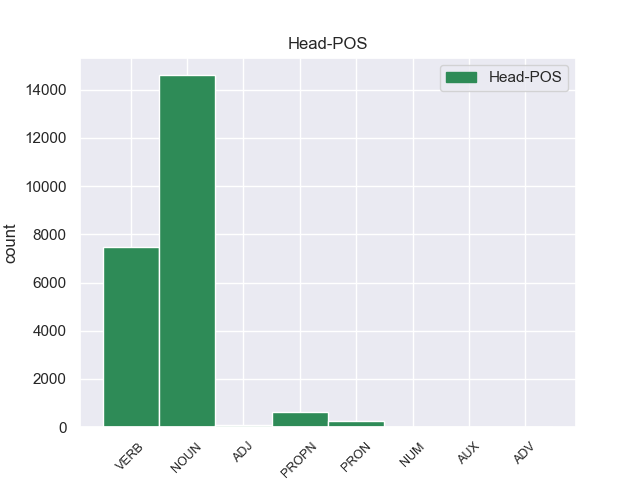 Head-POS
Head-POS
14000
12000
10000
8000
6000
4000
2000
0
count
VERB
NOUN
ADJ
PROPN
PRON
NUM
AUX
ADV